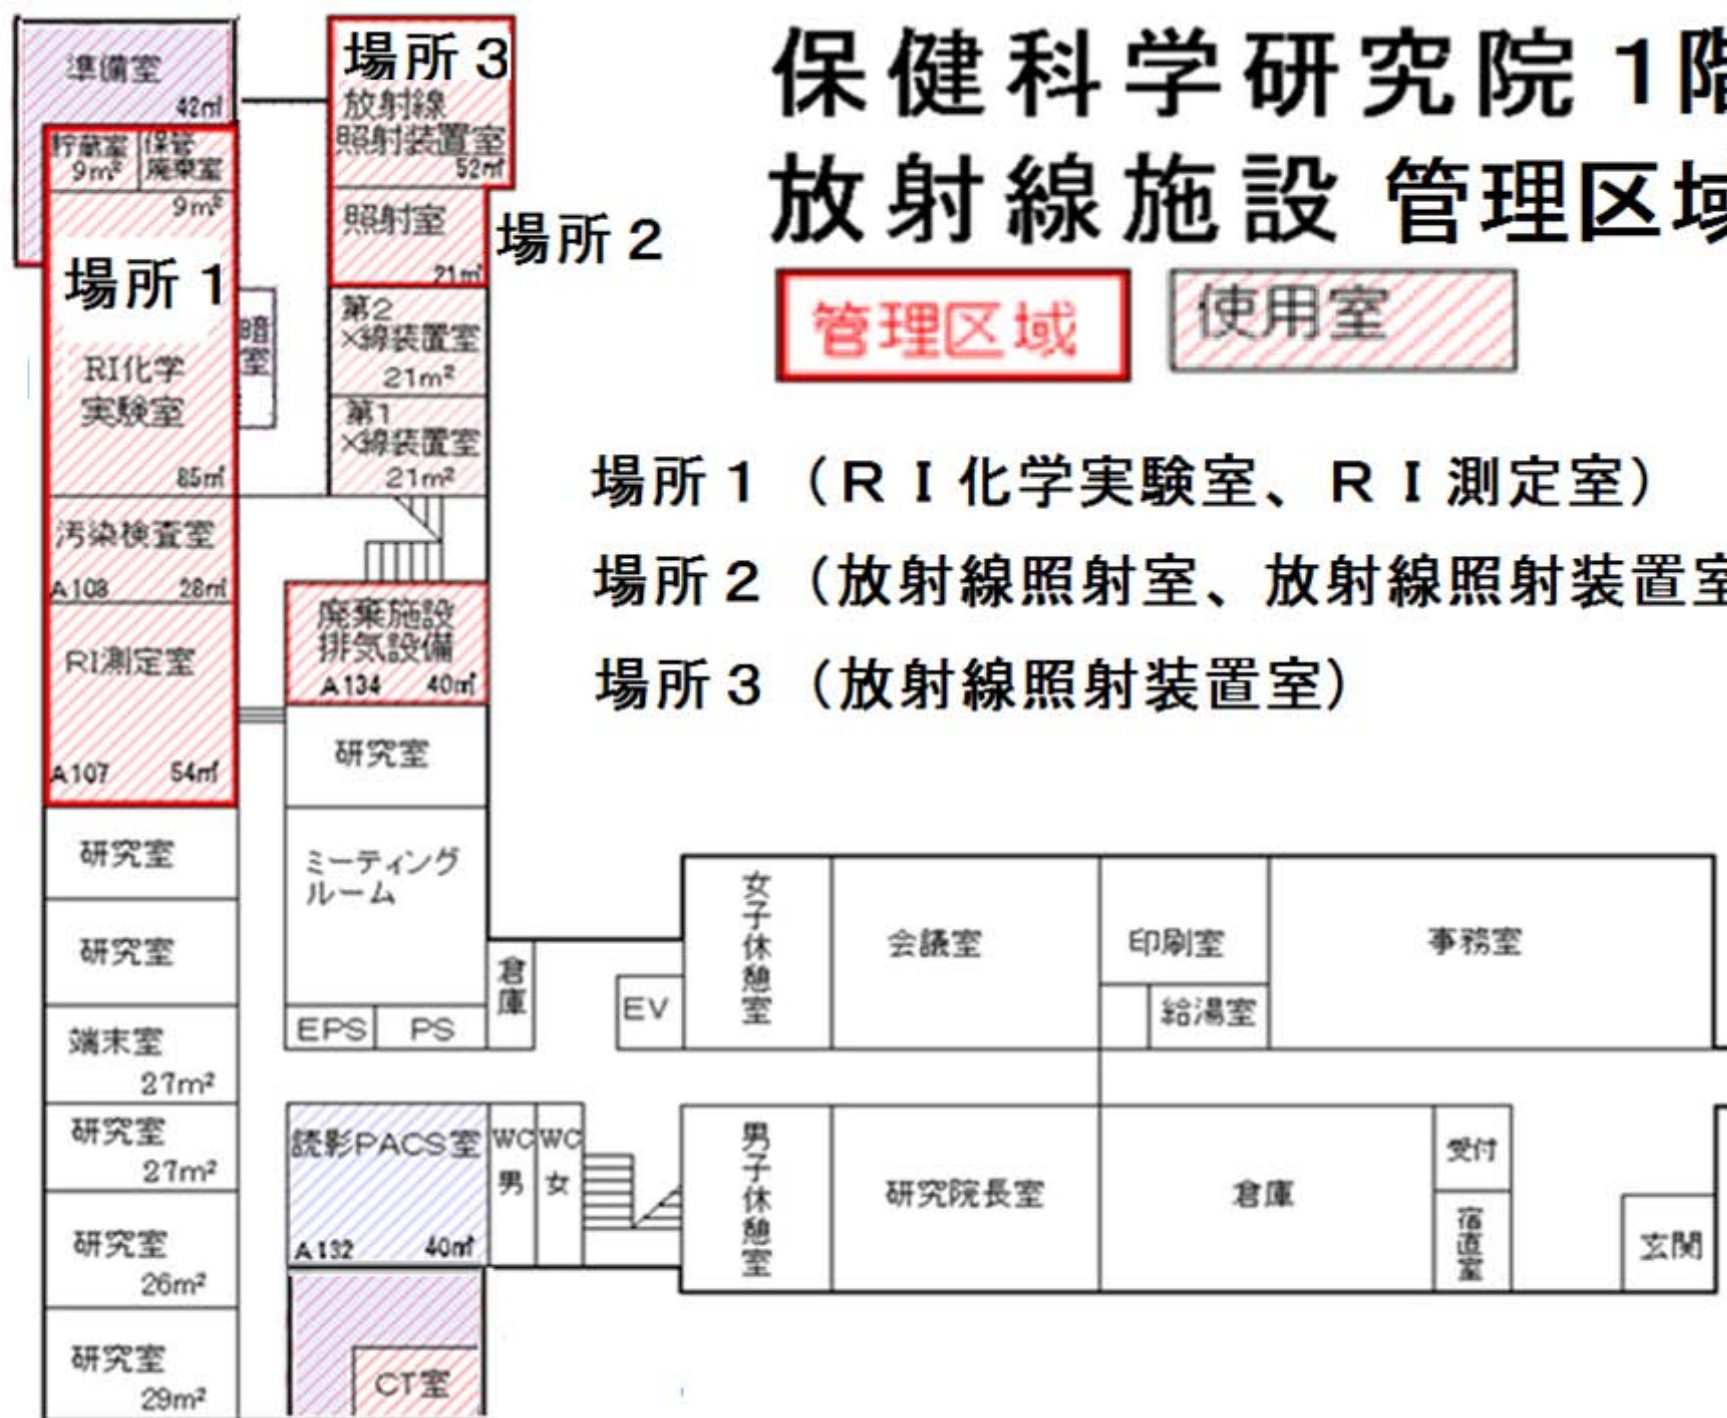 保健科学研究院 1階
放射線施設 管理区域
管理区域
使用室
場所1（RI化学実験室、RI測定室）
場所2（放射線照射室、放射線照射装置室
場所3（放射線照射装置室）
準備室
42㎡
貯蔵室
9m²
保管
廃棄室
9m²
場所1
RI化学
実験室
85㎡
暗室
汚染検査室
A108 28㎡
RI測定室
A107 54㎡
研究室
研究室
端末室
27m²
研究室
27m²
研究室
26m²
研究室
29m²
場所3
放射線
照射装置室
52㎡
照射室
21㎡
場所2
第2
X線装置室
21m²
第1
X線装置室
21m²
廃棄施設
排気設備
A134 40㎡
研究室
ミーティング
ルーム
EPS
PS
倉庫
EV
女子休憩室
会議室
印刷室
給湯室
事務室
読影PACS室
A132 40㎡
WC
男
WC
女
男子休憩室
研究院長室
倉庫
受付
宿直室
玄関
CT室